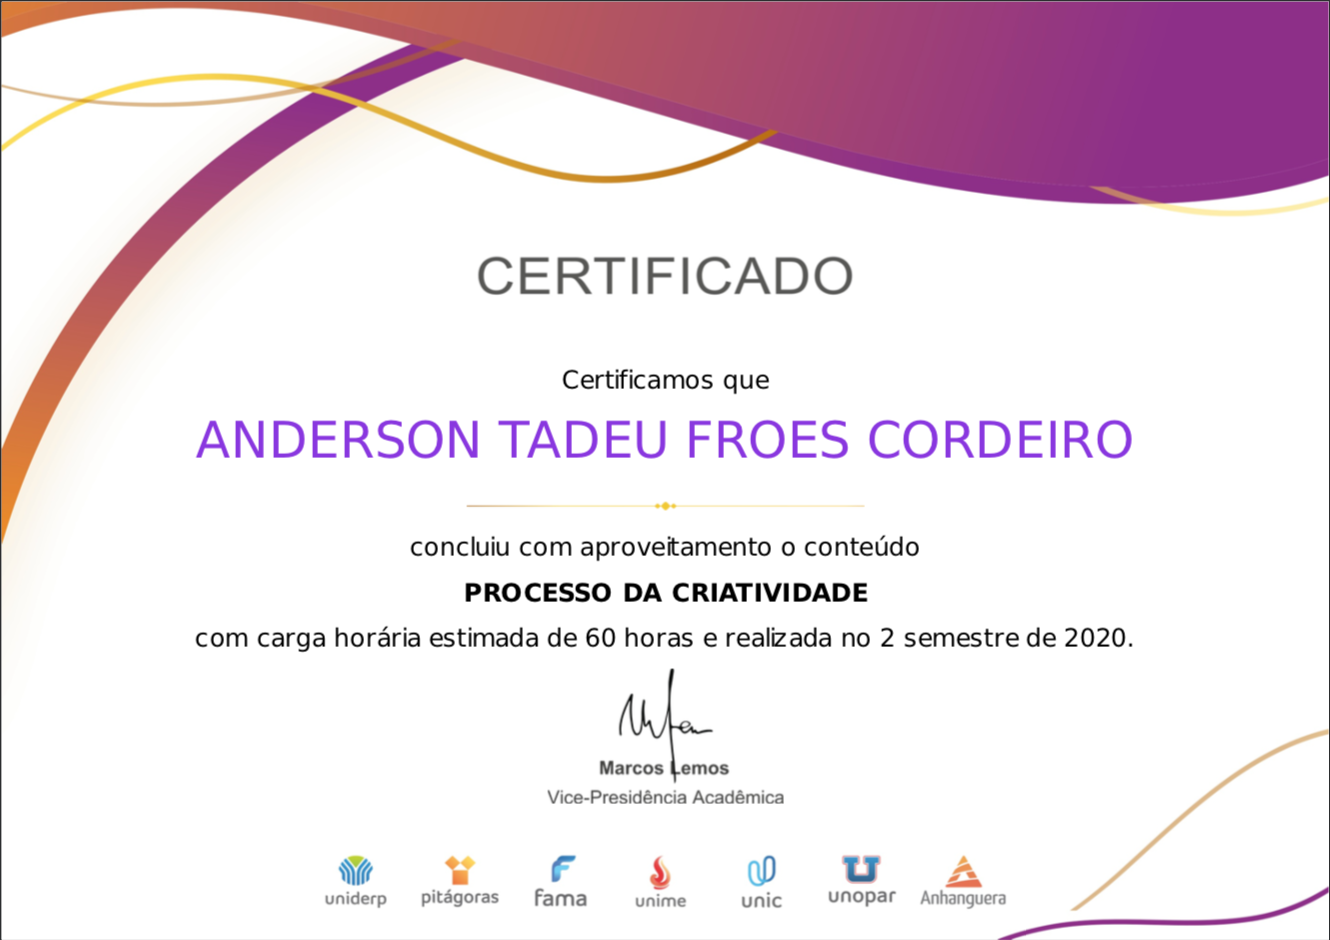 CERTIFICADO
Certificamos que
ANDERSON TADEU FROES CORDEIRO
concluiu com aproveitamento o conteúdo
PROCESSO DA CRIATIVIDADE
com carga horária estimada de 60 horas e realizada no 2 semestre de 2020.
Marcos Lemos
Vice-Presidência Acadêmica
uniderp pitágoras fama unime unic unopar Anhanguera